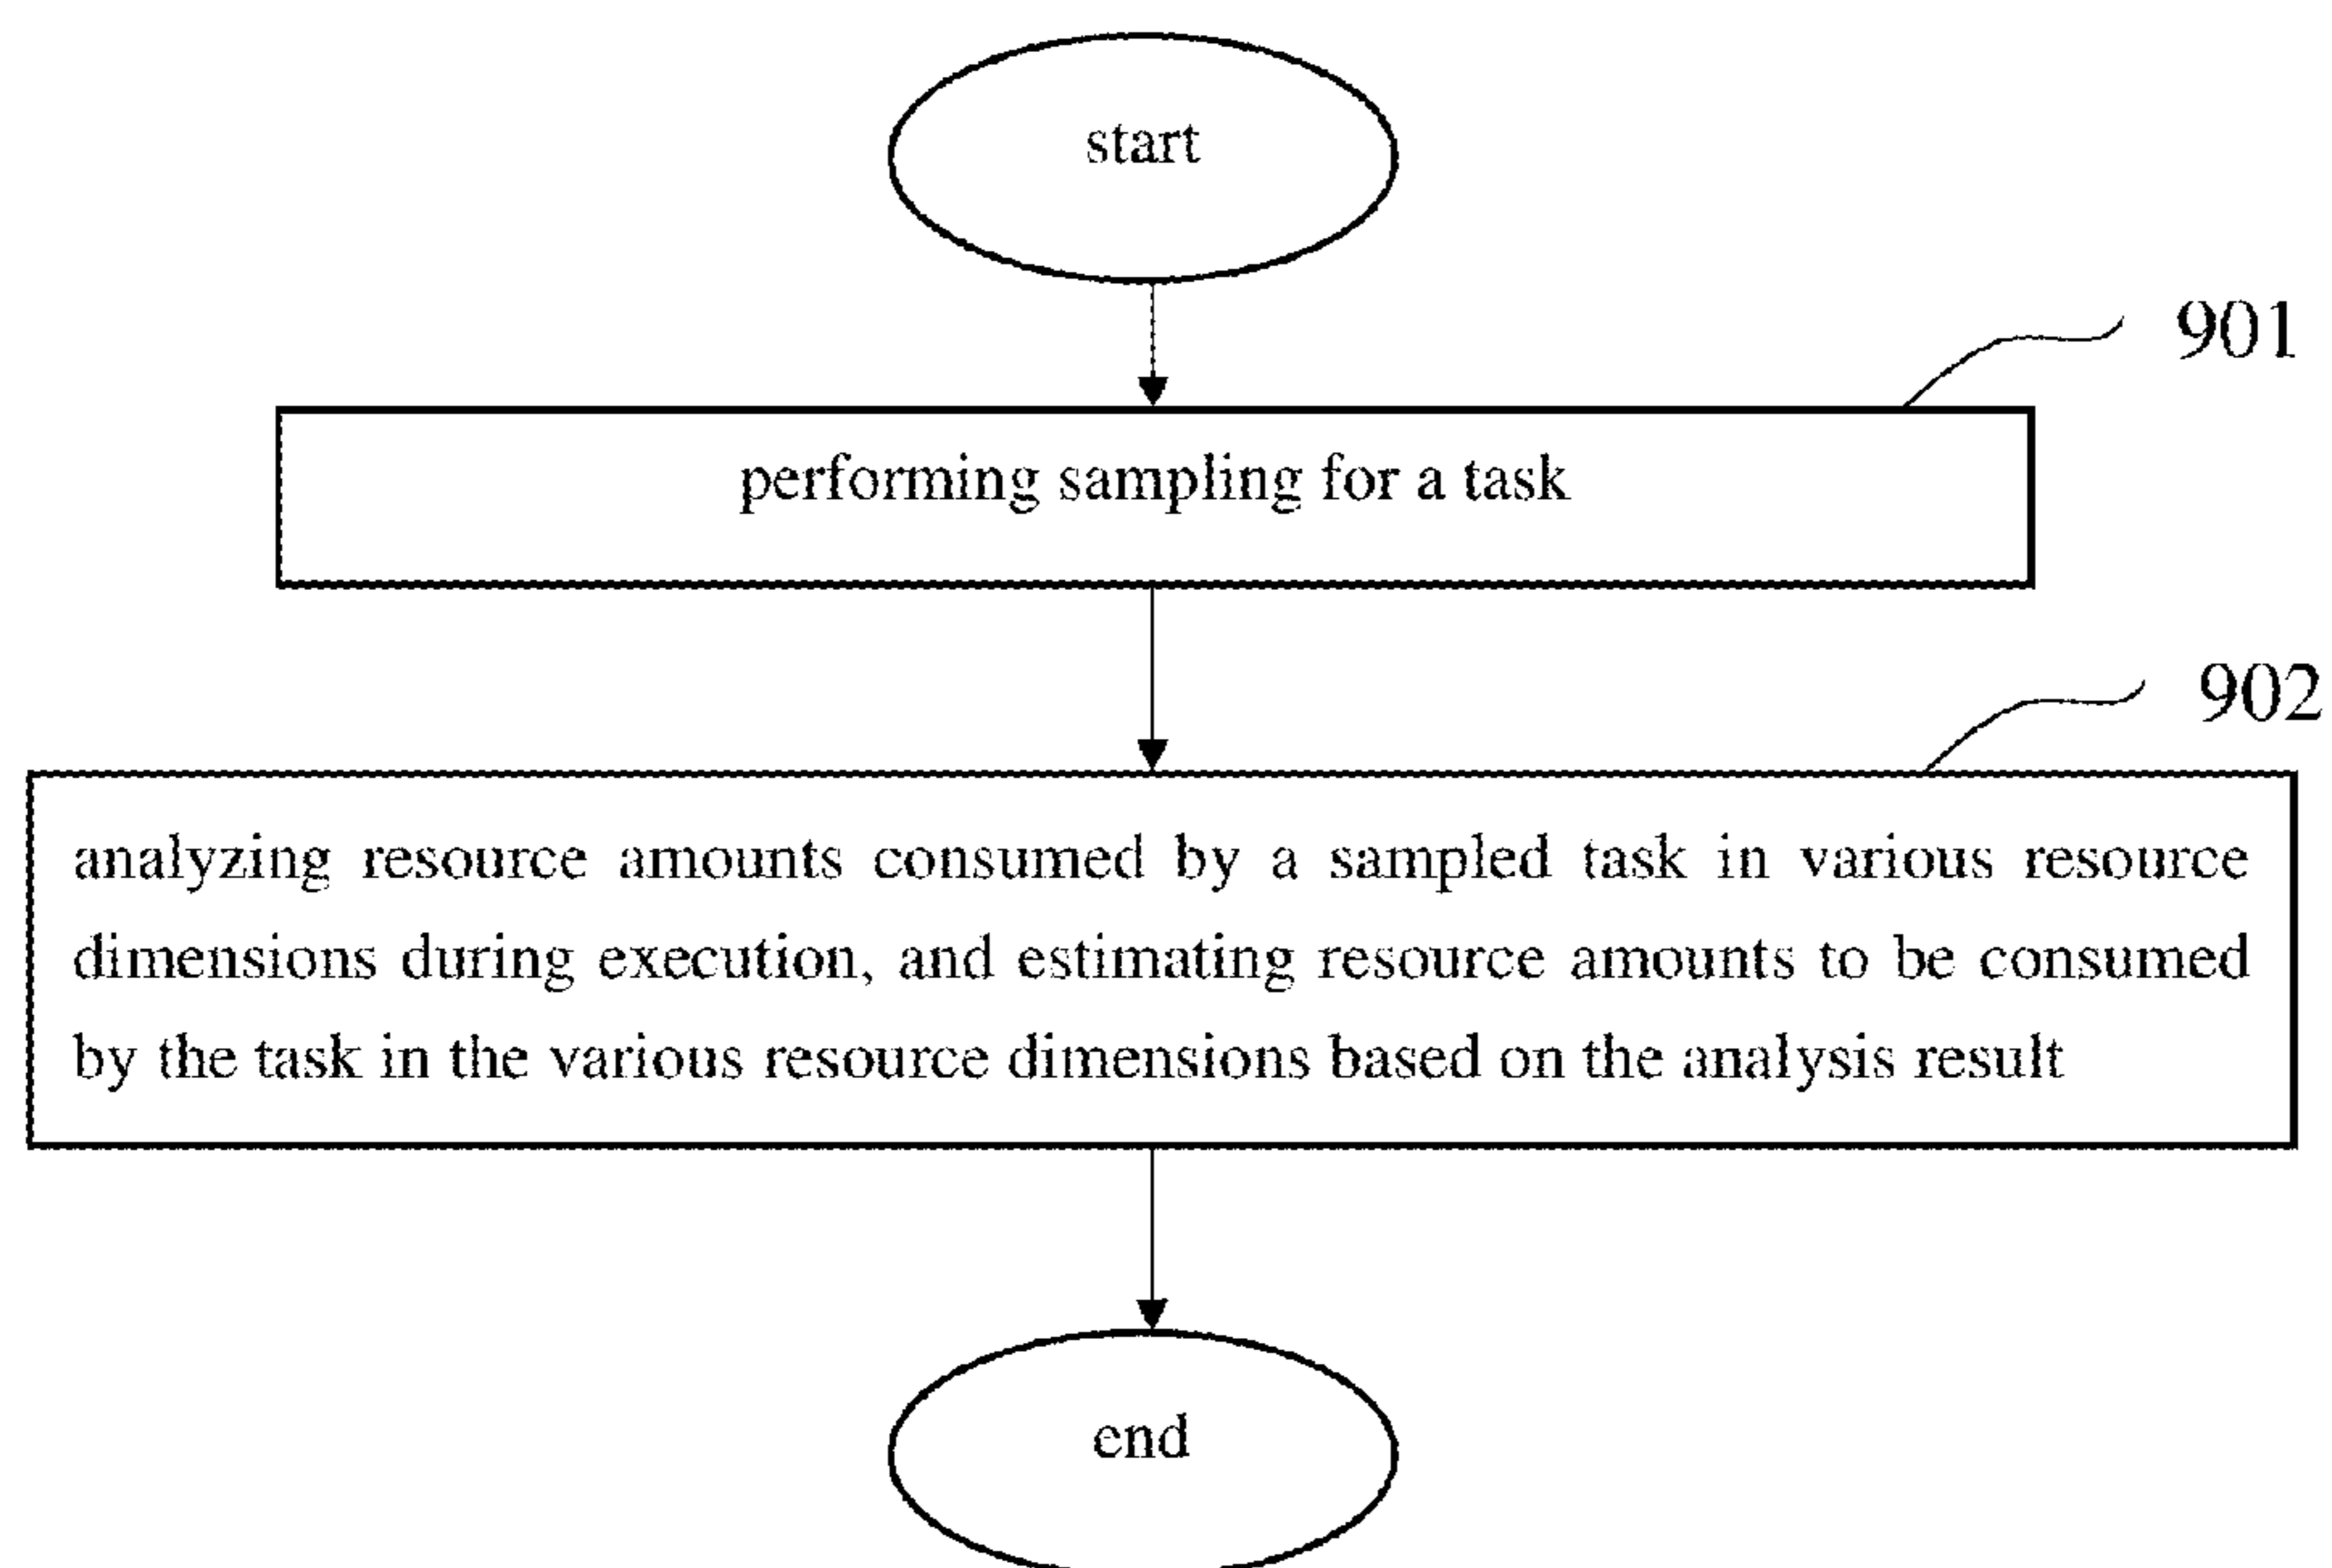 start
901
performing sampling for a task
902
analyzing resource amounts consumed by a sampled task in various resource
dimensions during execution, and estimating resource amounts to be consumed
by the task in the various resource dimensions based on the analysis result
end